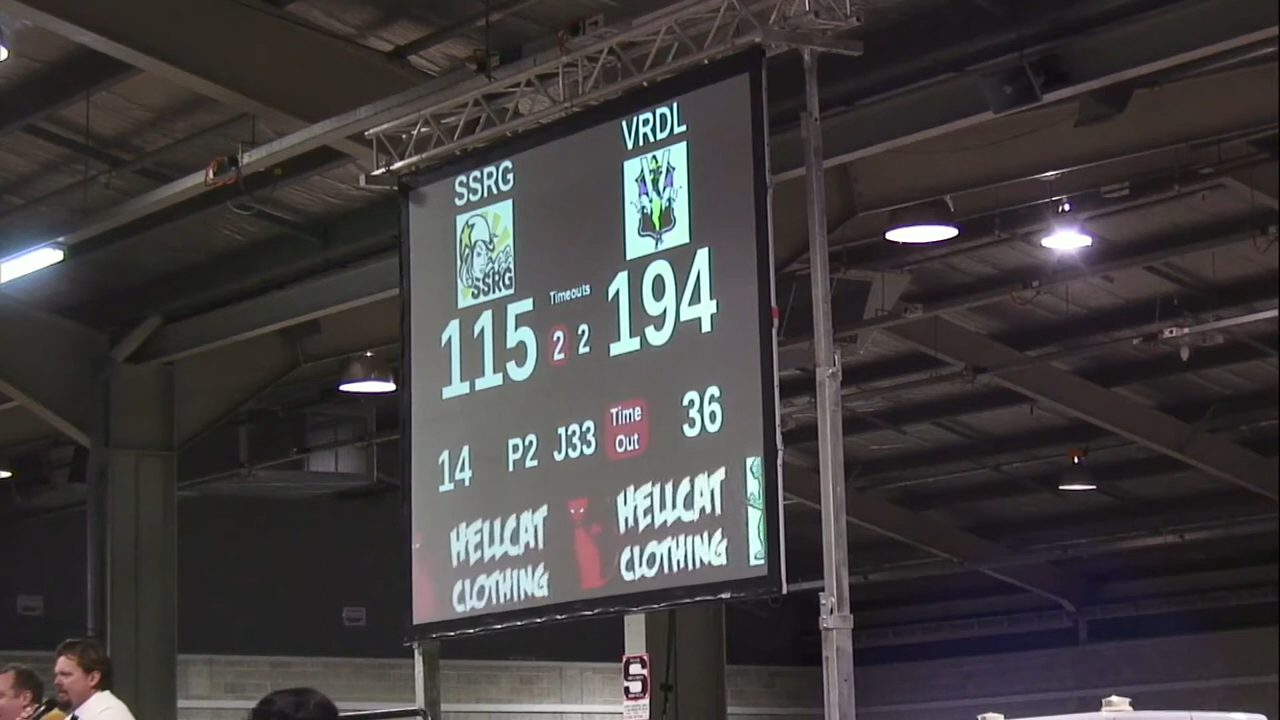 SSRG VRDL
SSRG
115 Timeouts 2 2 194
14 P2 J33 Time Out 36
HELLCAT CLOTHING HELLCAT CLOTHING
S